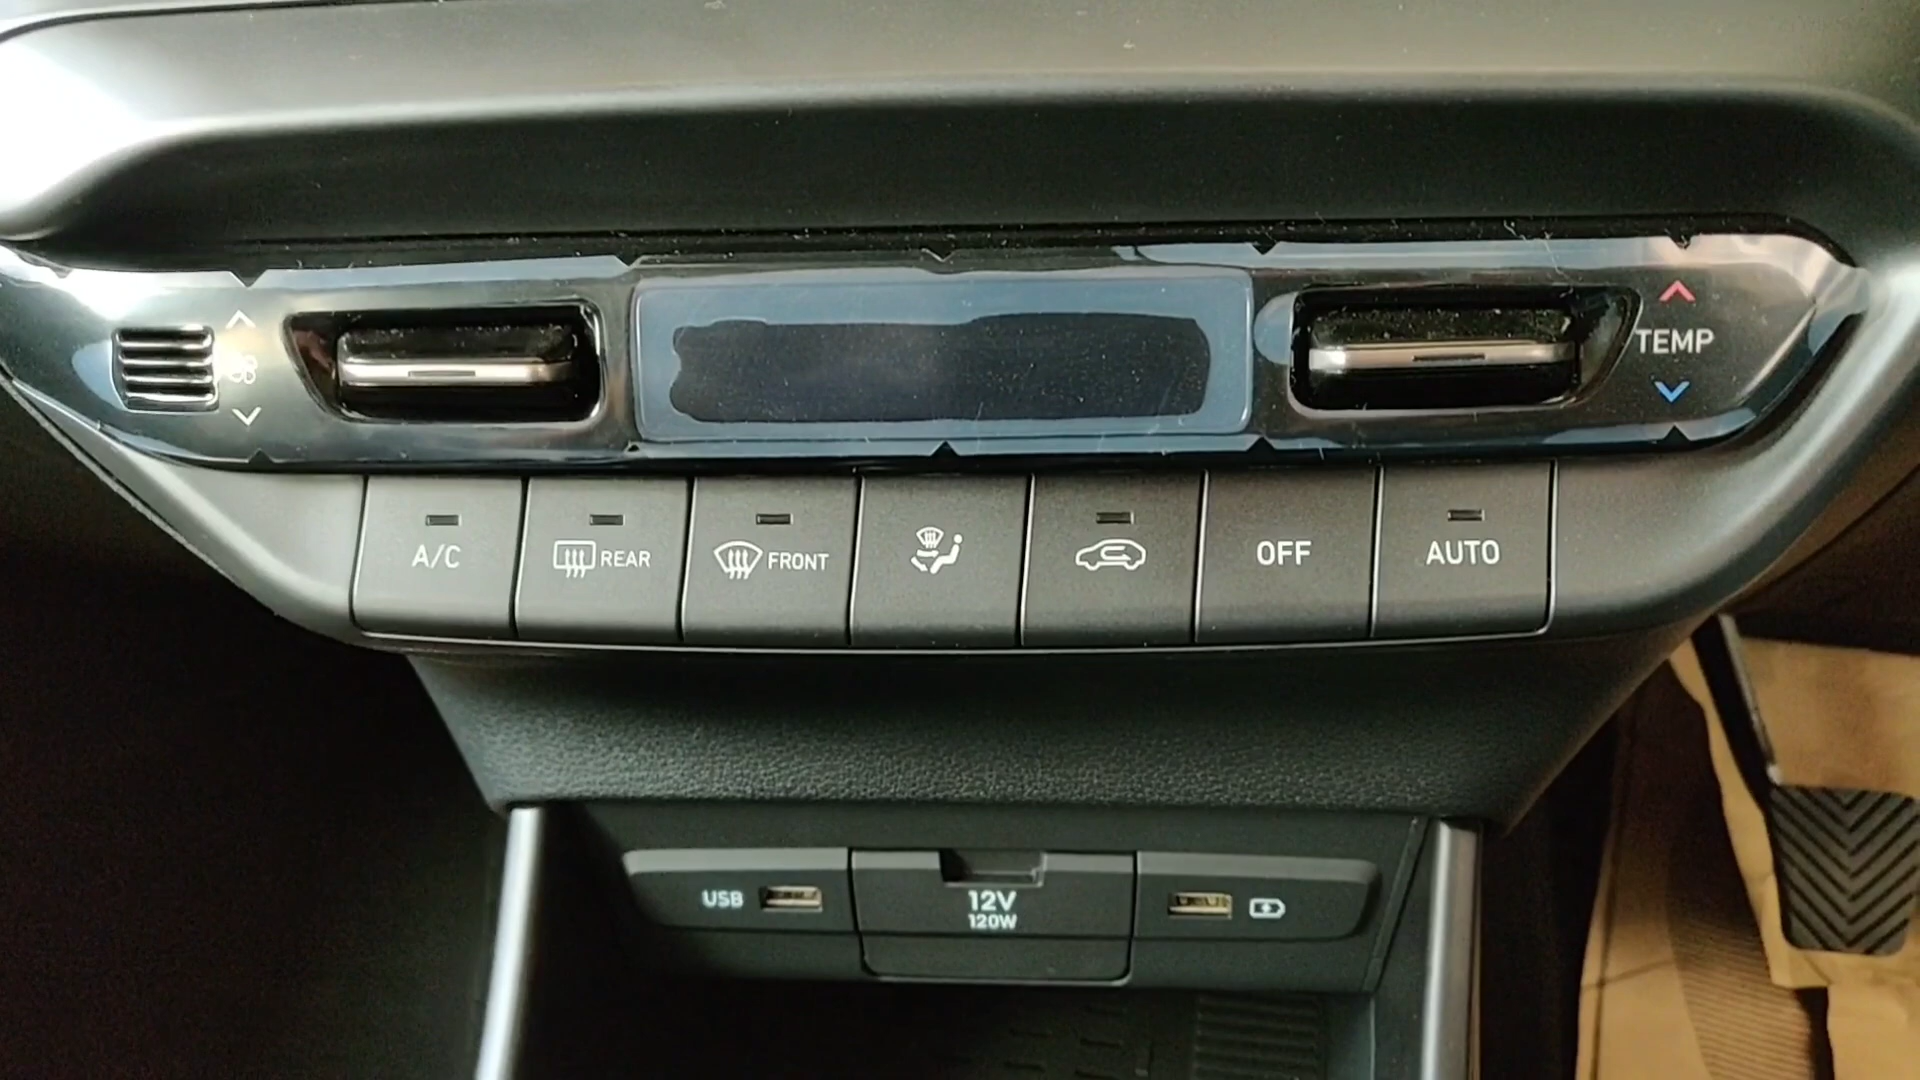 TEMP
A/C
REAR
FRONT
OFF
AUTO
USB
12V
120W